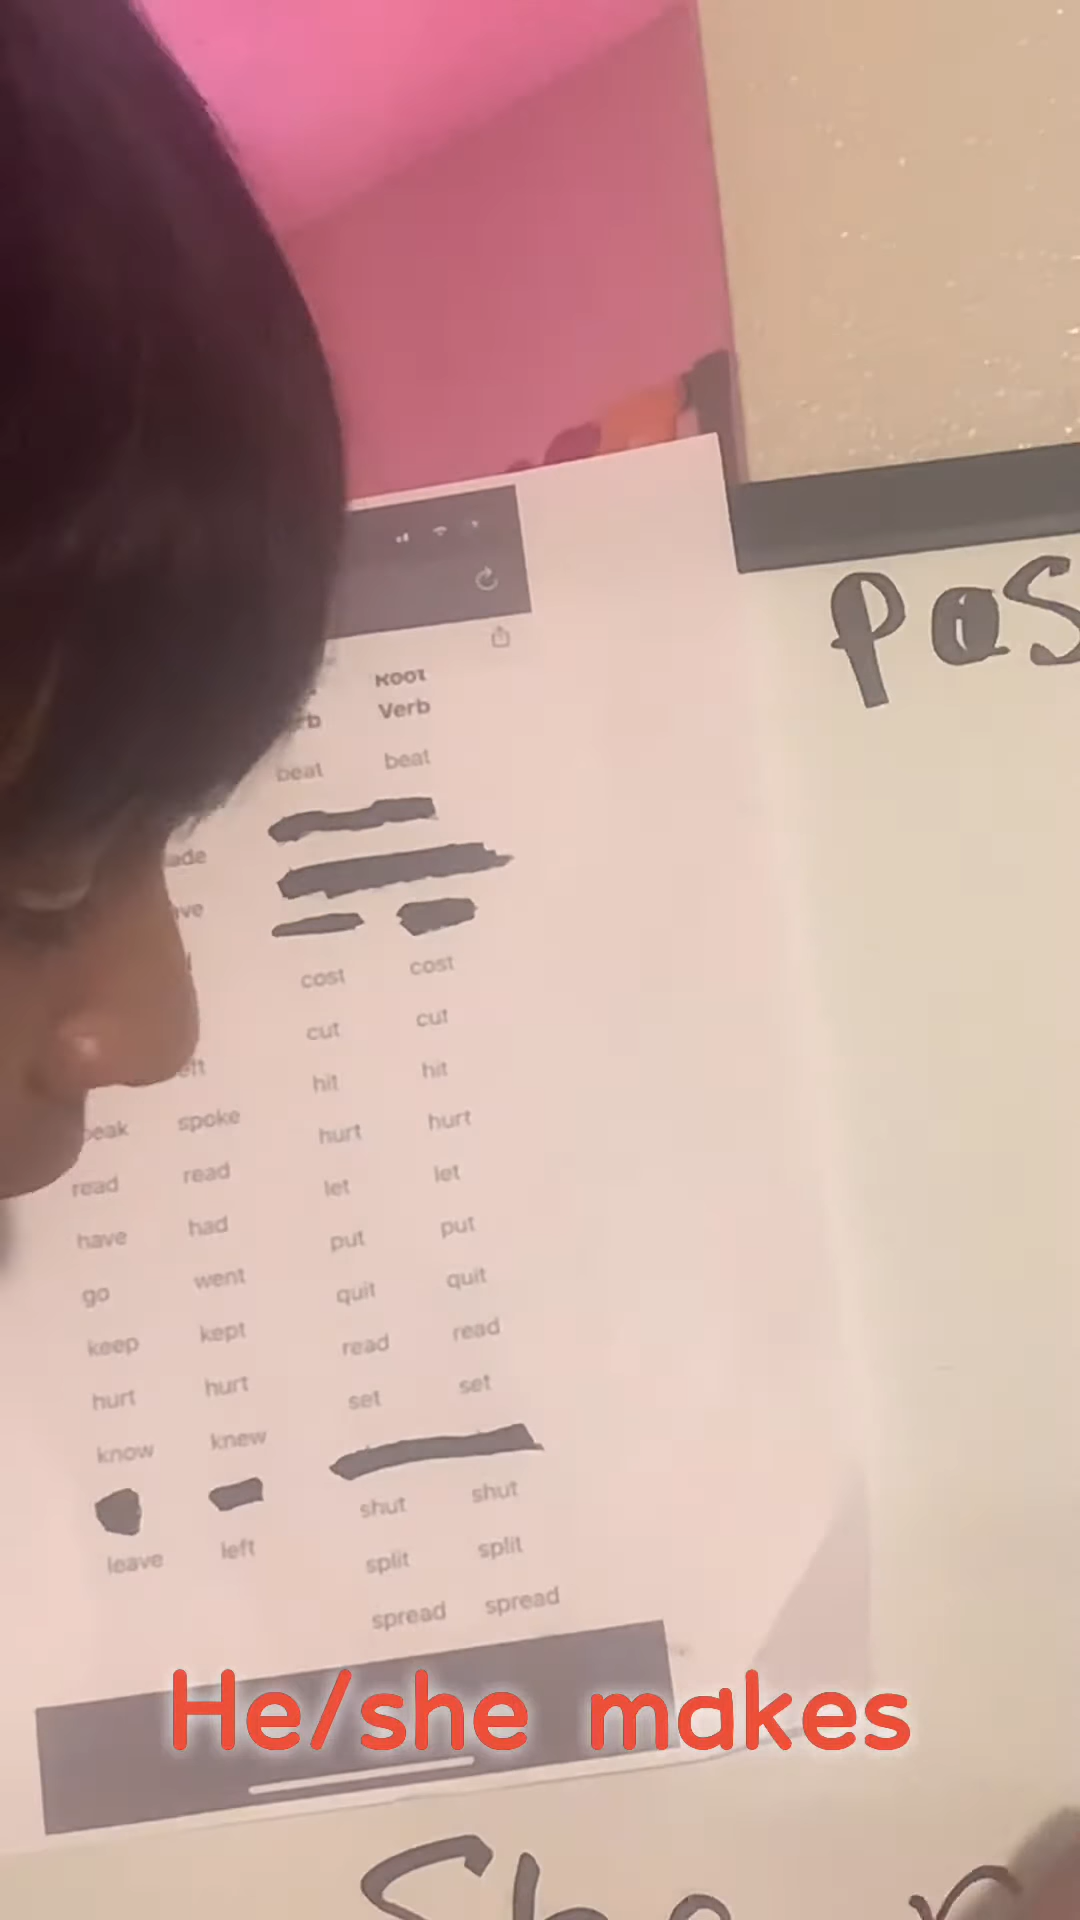 Pas
Root
Verb
beat beat
cost cost
cut cut
hit hit
spoke hurt hurt
read read let let
have had put put
go went quit quit
keep kept read read
hurt hurt set set
know knew
shut shut
leave left split split
spread spread
He/she makes
She